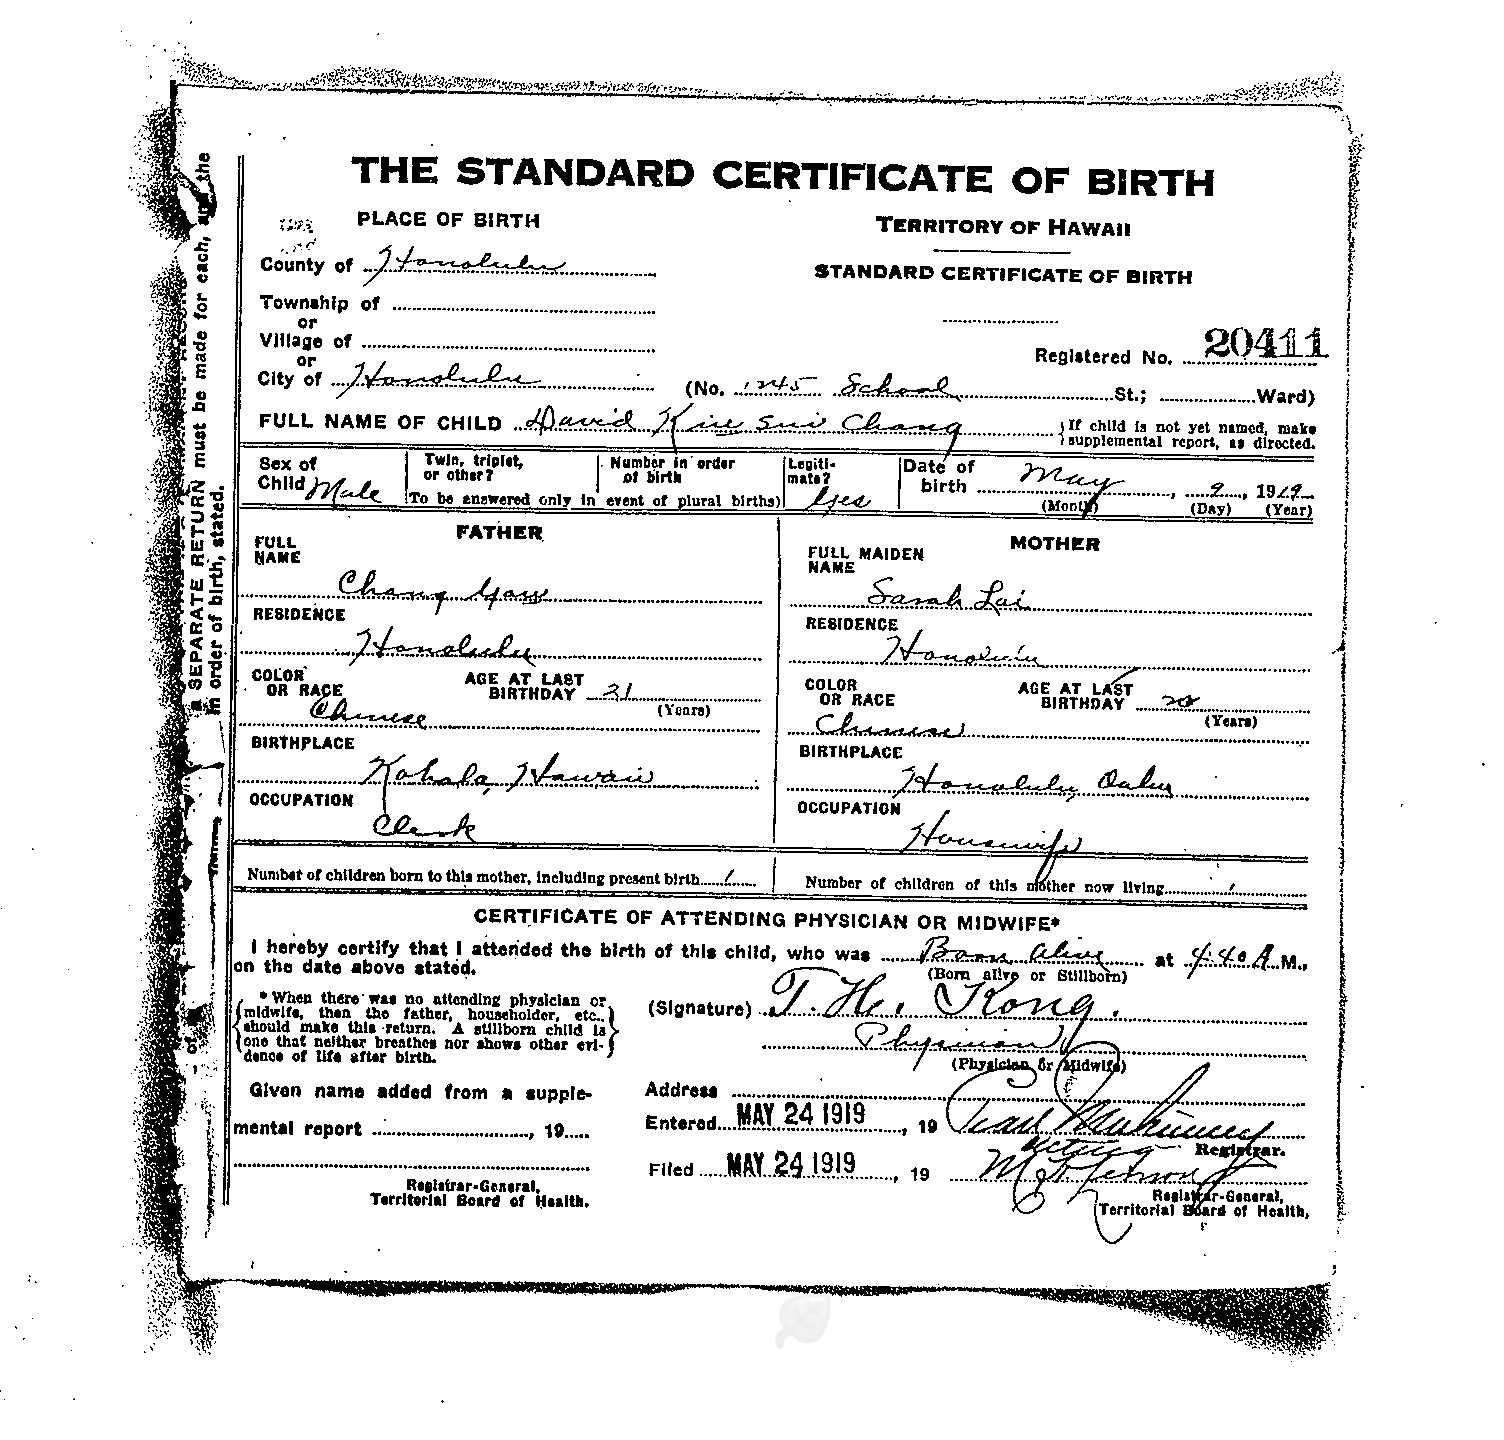 THE STANDARD CERTIFICATE OF BIRTH
PLACE OF BIRTH
TERRITORY OF HAWAII
County of Honolulu
STANDARD CERTIFICATE OF BIRTH
Township of
or
Village of
or
Registered No. 20411
City of Honolulu (No. 1245 School St.; Ward)
FULL NAME OF CHILD David Chang
If child is not yet named, make supplemental report, as directed.
Sex of Child Male
Twin, triplet, or other?
Number in order of birth
(To be answered only in event of plural births)
Legitimate? Yes
Date of birth May, 9, 1919
(Month) (Day) (Year)
FATHER
FULL NAME
Chang Yow
RESIDENCE
Honolulu
COLOR OR RACE
Chinese
AGE AT LAST BIRTHDAY 21
(Years)
BIRTHPLACE
Kohala, Hawaii
OCCUPATION
Clerk
MOTHER
FULL MAIDEN NAME
Sarah Lai
RESIDENCE
Honolulu
COLOR OR RACE
Chinese
AGE AT LAST BIRTHDAY 20
(Years)
BIRTHPLACE
Honolulu, Oahu
OCCUPATION
Housewife
Number of children born to this mother, including present birth 1
Number of children of this mother now living 1
CERTIFICATE OF ATTENDING PHYSICIAN OR MIDWIFE*
I hereby certify that I attended the birth of this child, who was Born Alive at 4:40 A M.,
(Born alive or Stillborn)
on the date above stated.
* When there was no attending physician or
midwife, then the father, householder, etc.,
should make this return. A stillborn child is
one that neither breathes nor shows other evi-
dence of life after birth.
(Signature) T. H. Kong.
Physician
(Physician or Midwife)
Given name added from a supple-
mental report , 19
Registrar-General,
Territorial Board of Health.
Address
Entered MAY 24 1919, 19
Registrar.
Filed MAY 24 1919, 19
Acting
Registrar-General,
Territorial Board of Health,
a SEPARATE RETURN must be made for each, and the
in order of birth, stated.